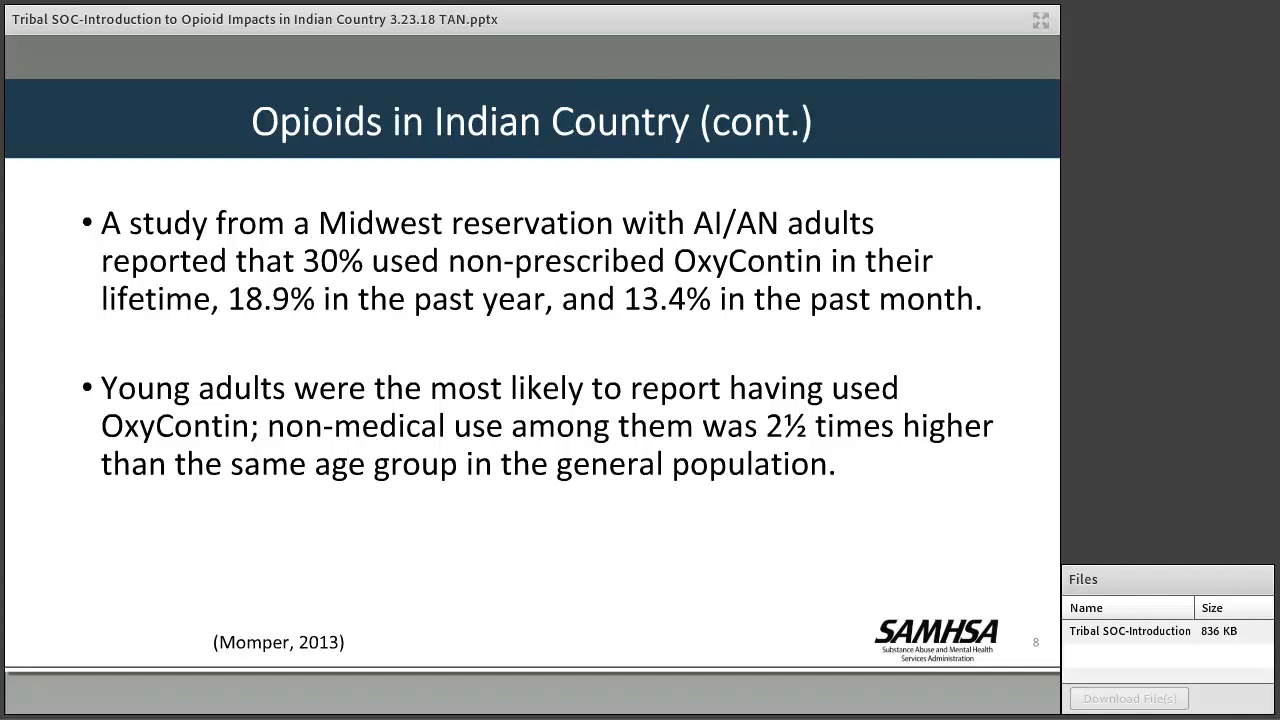 Tribal SOC-Introduction to Opioid Impacts in Indian Country 3.23.18 TAN.pptx
Opioids in Indian Country (cont.)
• A study from a Midwest reservation with AI/AN adults
reported that 30% used non-prescribed OxyContin in their
lifetime, 18.9% in the past year, and 13.4% in the past month.
• Young adults were the most likely to report having used
OxyContin; non-medical use among them was 2½ times higher
than the same age group in the general population.
(Momper, 2013)
SAMHSA
Substance Abuse and Mental Health
Services Administration
8
Files
Name Size
Tribal SOC-Introduction 836 KB
Download File(s)